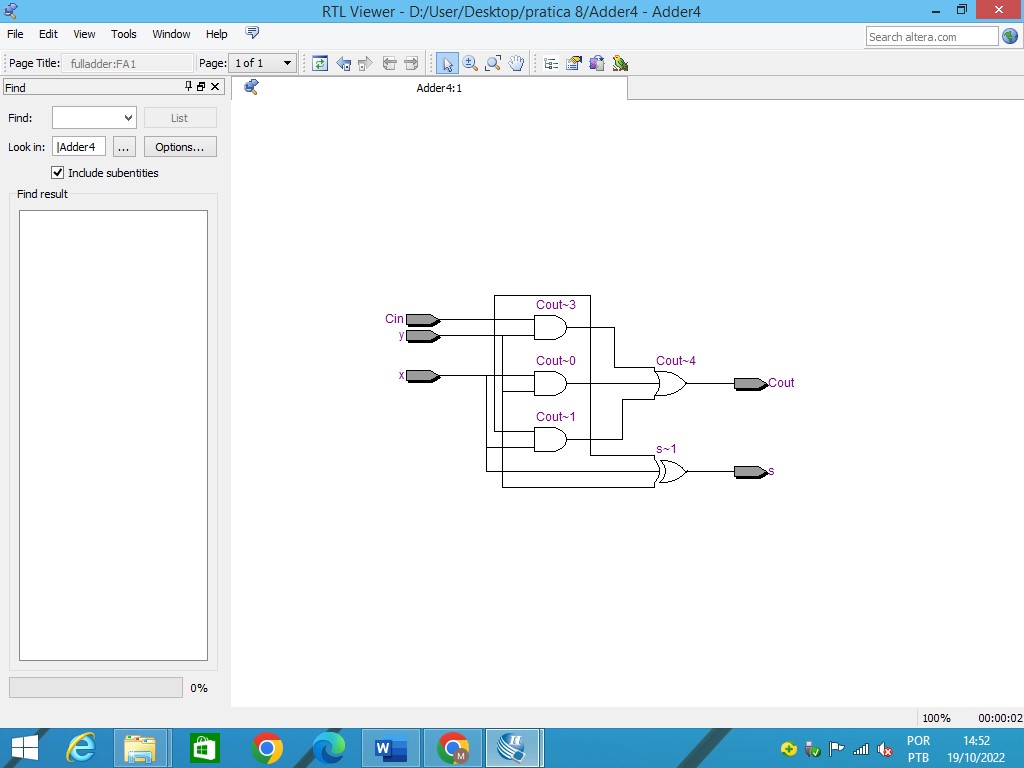 RTL Viewer - D:/User/Desktop/pratica 8/Adder4 - Adder4
File Edit View Tools Window Help
Search altera.com
Page Title: fulladder:FA1 Page: 1 of 1
Find
Adder4:1
Find: List
Look in: |Adder4 ... Options...
Include subentities
Find result
Cout~3
Cin
y
Cout~0
Cout~4
x
Cout
Cout~1
s~1
s
0%
100% 00:00:02
W
M
POR
PTB
14:52
19/10/2022